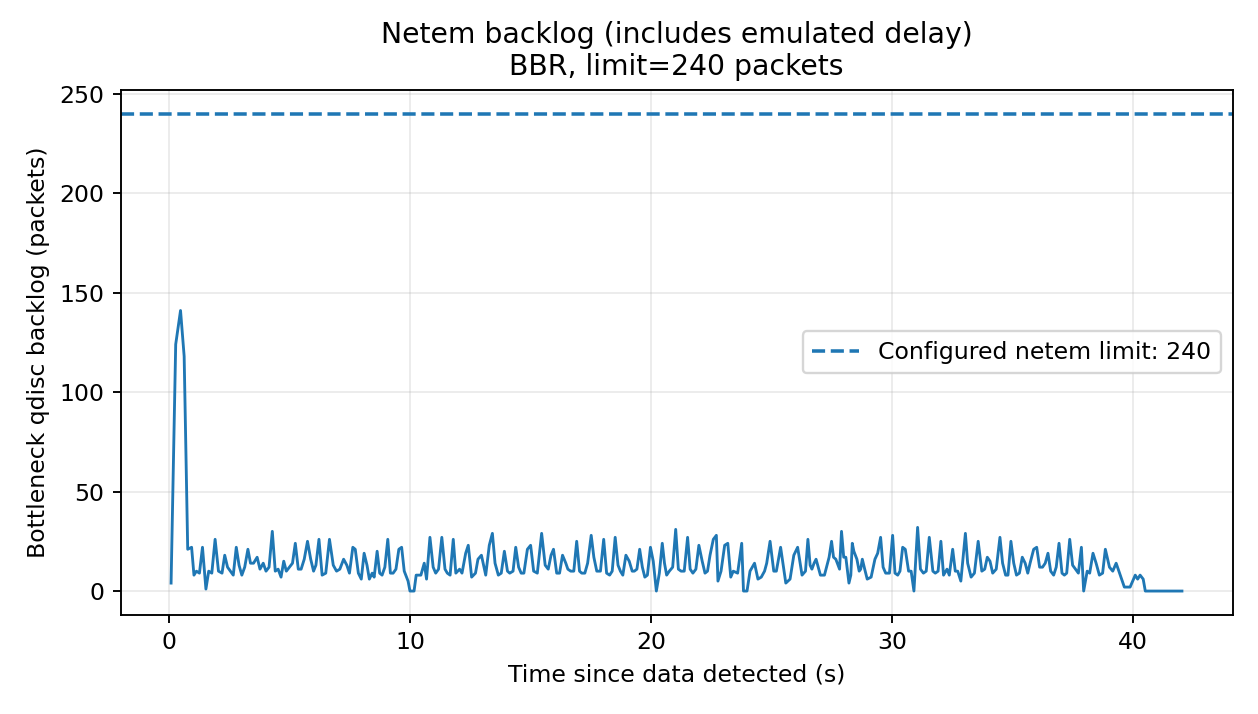 Netem backlog (includes emulated delay)
BBR, limit=240 packets
Bottleneck qdisc backlog (packets)
250
200
150
100
50
0
Configured netem limit: 240
0
10
20
30
40
Time since data detected (s)